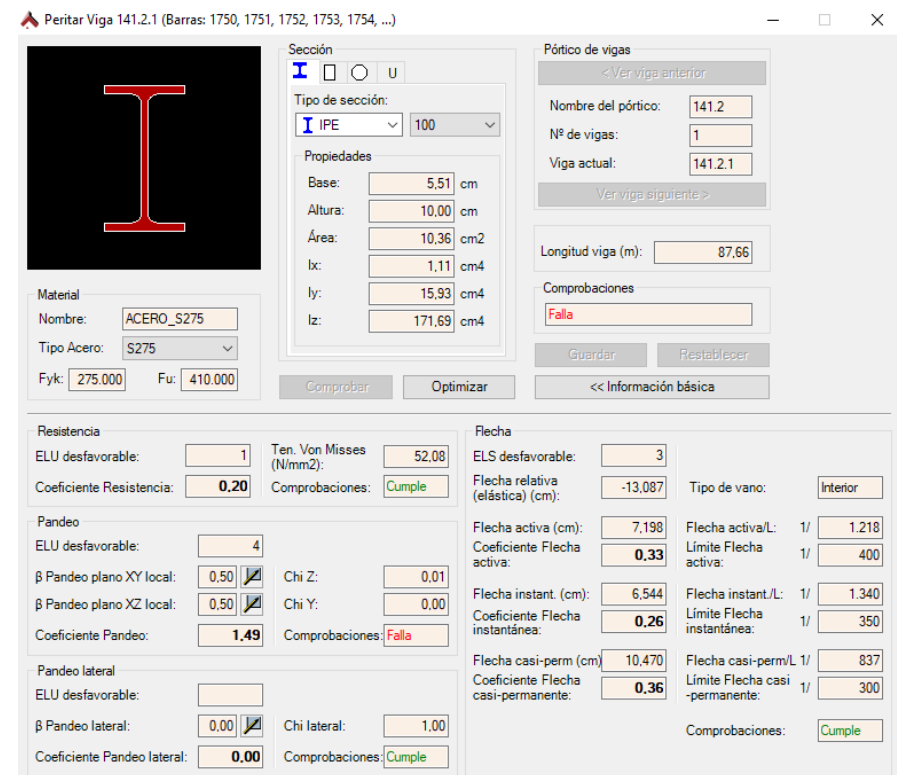 Peritar Viga 141.2.1 (Barras: 1750, 1751, 1752, 1753, 1754, ...)
Sección
U
Tipo de sección:
IPE 100
Propiedades
Base: 5,51 cm
Altura: 10,00 cm
Área: 10,36 cm2
Ix: 1,11 cm4
Iy: 15,93 cm4
Iz: 171,69 cm4
Pórtico de vigas
< Ver viga anterior
Nombre del pórtico: 141.2
Nº de vigas: 1
Viga actual: 141.2.1
Ver viga siguiente >
Longitud viga (m): 87,66
Comprobaciones
Falla
Guardar Restablecer
Material
Nombre: ACERO_S275
Tipo Acero: S275
Fyk: 275.000 Fu: 410.000
Comprobar Optimizar << Información básica
Resistencia
ELU desfavorable: 1 Ten. Von Misses (N/mm2): 52,08
Coeficiente Resistencia: 0,20 Comprobaciones: Cumple
Pandeo
ELU desfavorable: 4
β Pandeo plano XY local: 0,50 Chi Z: 0,01
β Pandeo plano XZ local: 0,50 Chi Y: 0,00
Coeficiente Pandeo: 1,49 Comprobaciones: Falla
Pandeo lateral
ELU desfavorable:
β Pandeo lateral: 0,00 Chi lateral: 1,00
Coeficiente Pandeo lateral: 0,00 Comprobaciones: Cumple
Flecha
ELS desfavorable: 3
Flecha relativa (elástica) (cm): -13,087 Tipo de vano: Interior
Flecha activa (cm): 7,198 Flecha activa/L: 1/ 1.218
Coeficiente Flecha activa: 0,33 Límite Flecha activa: 1/ 400
Flecha instant. (cm): 6,544 Flecha instant./L: 1/ 1.340
Coeficiente Flecha instantánea: 0,26 Límite Flecha instantánea: 1/ 350
Flecha casi-perm (cm) 10,470 Flecha casi-perm/L 1/ 837
Coeficiente Flecha casi-permanente: 0,36 Límite Flecha casi -permanente: 1/ 300
Comprobaciones: Cumple